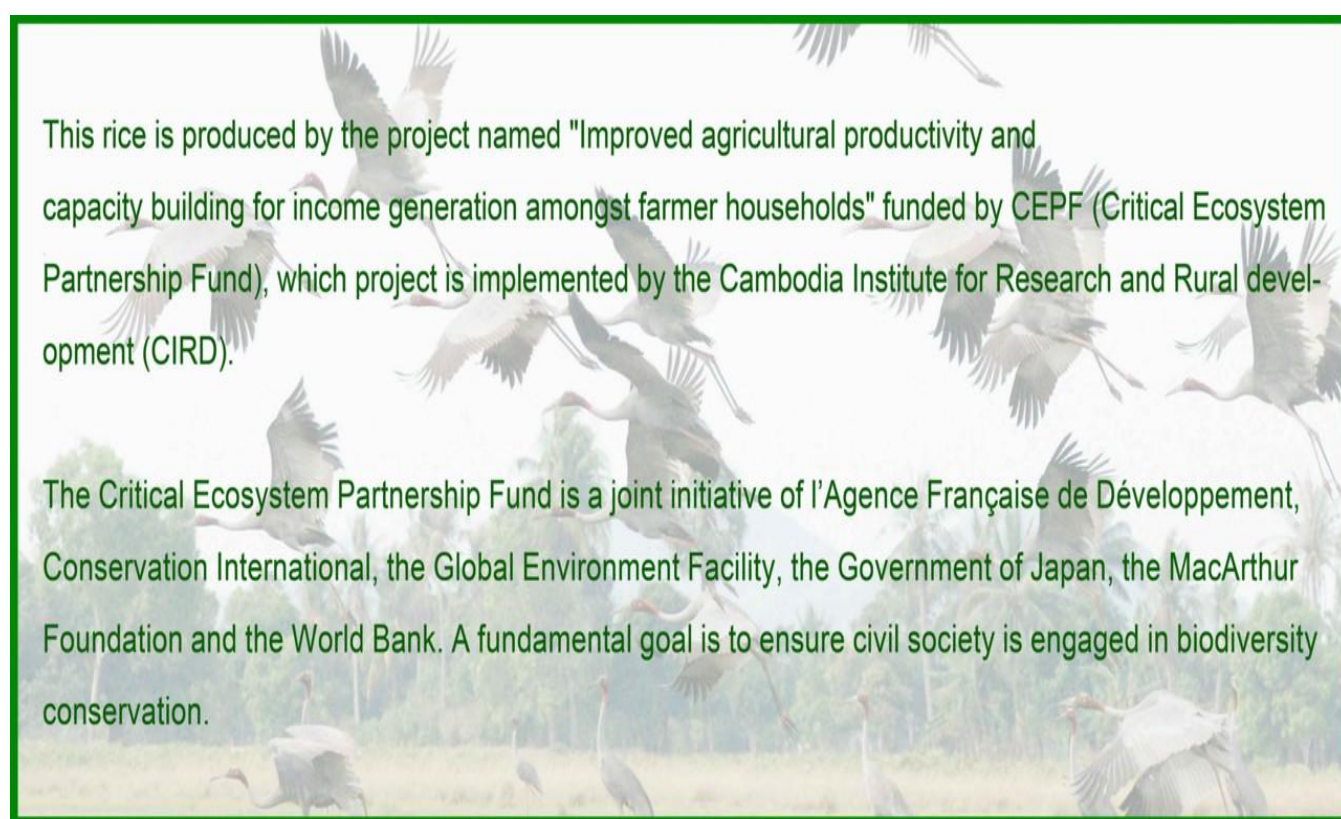 This rice is produced by the project named "Improved agricultural productivity and
capacity building for income generation amongst farmer households" funded by CEPF (Critical Ecosystem
Partnership Fund), which project is implemented by the Cambodia Institute for Research and Rural devel-
opment (CIRD).
The Critical Ecosystem Partnership Fund is a joint initiative of l’Agence Française de Développement,
Conservation International, the Global Environment Facility, the Government of Japan, the MacArthur
Foundation and the World Bank. A fundamental goal is to ensure civil society is engaged in biodiversity
conservation.